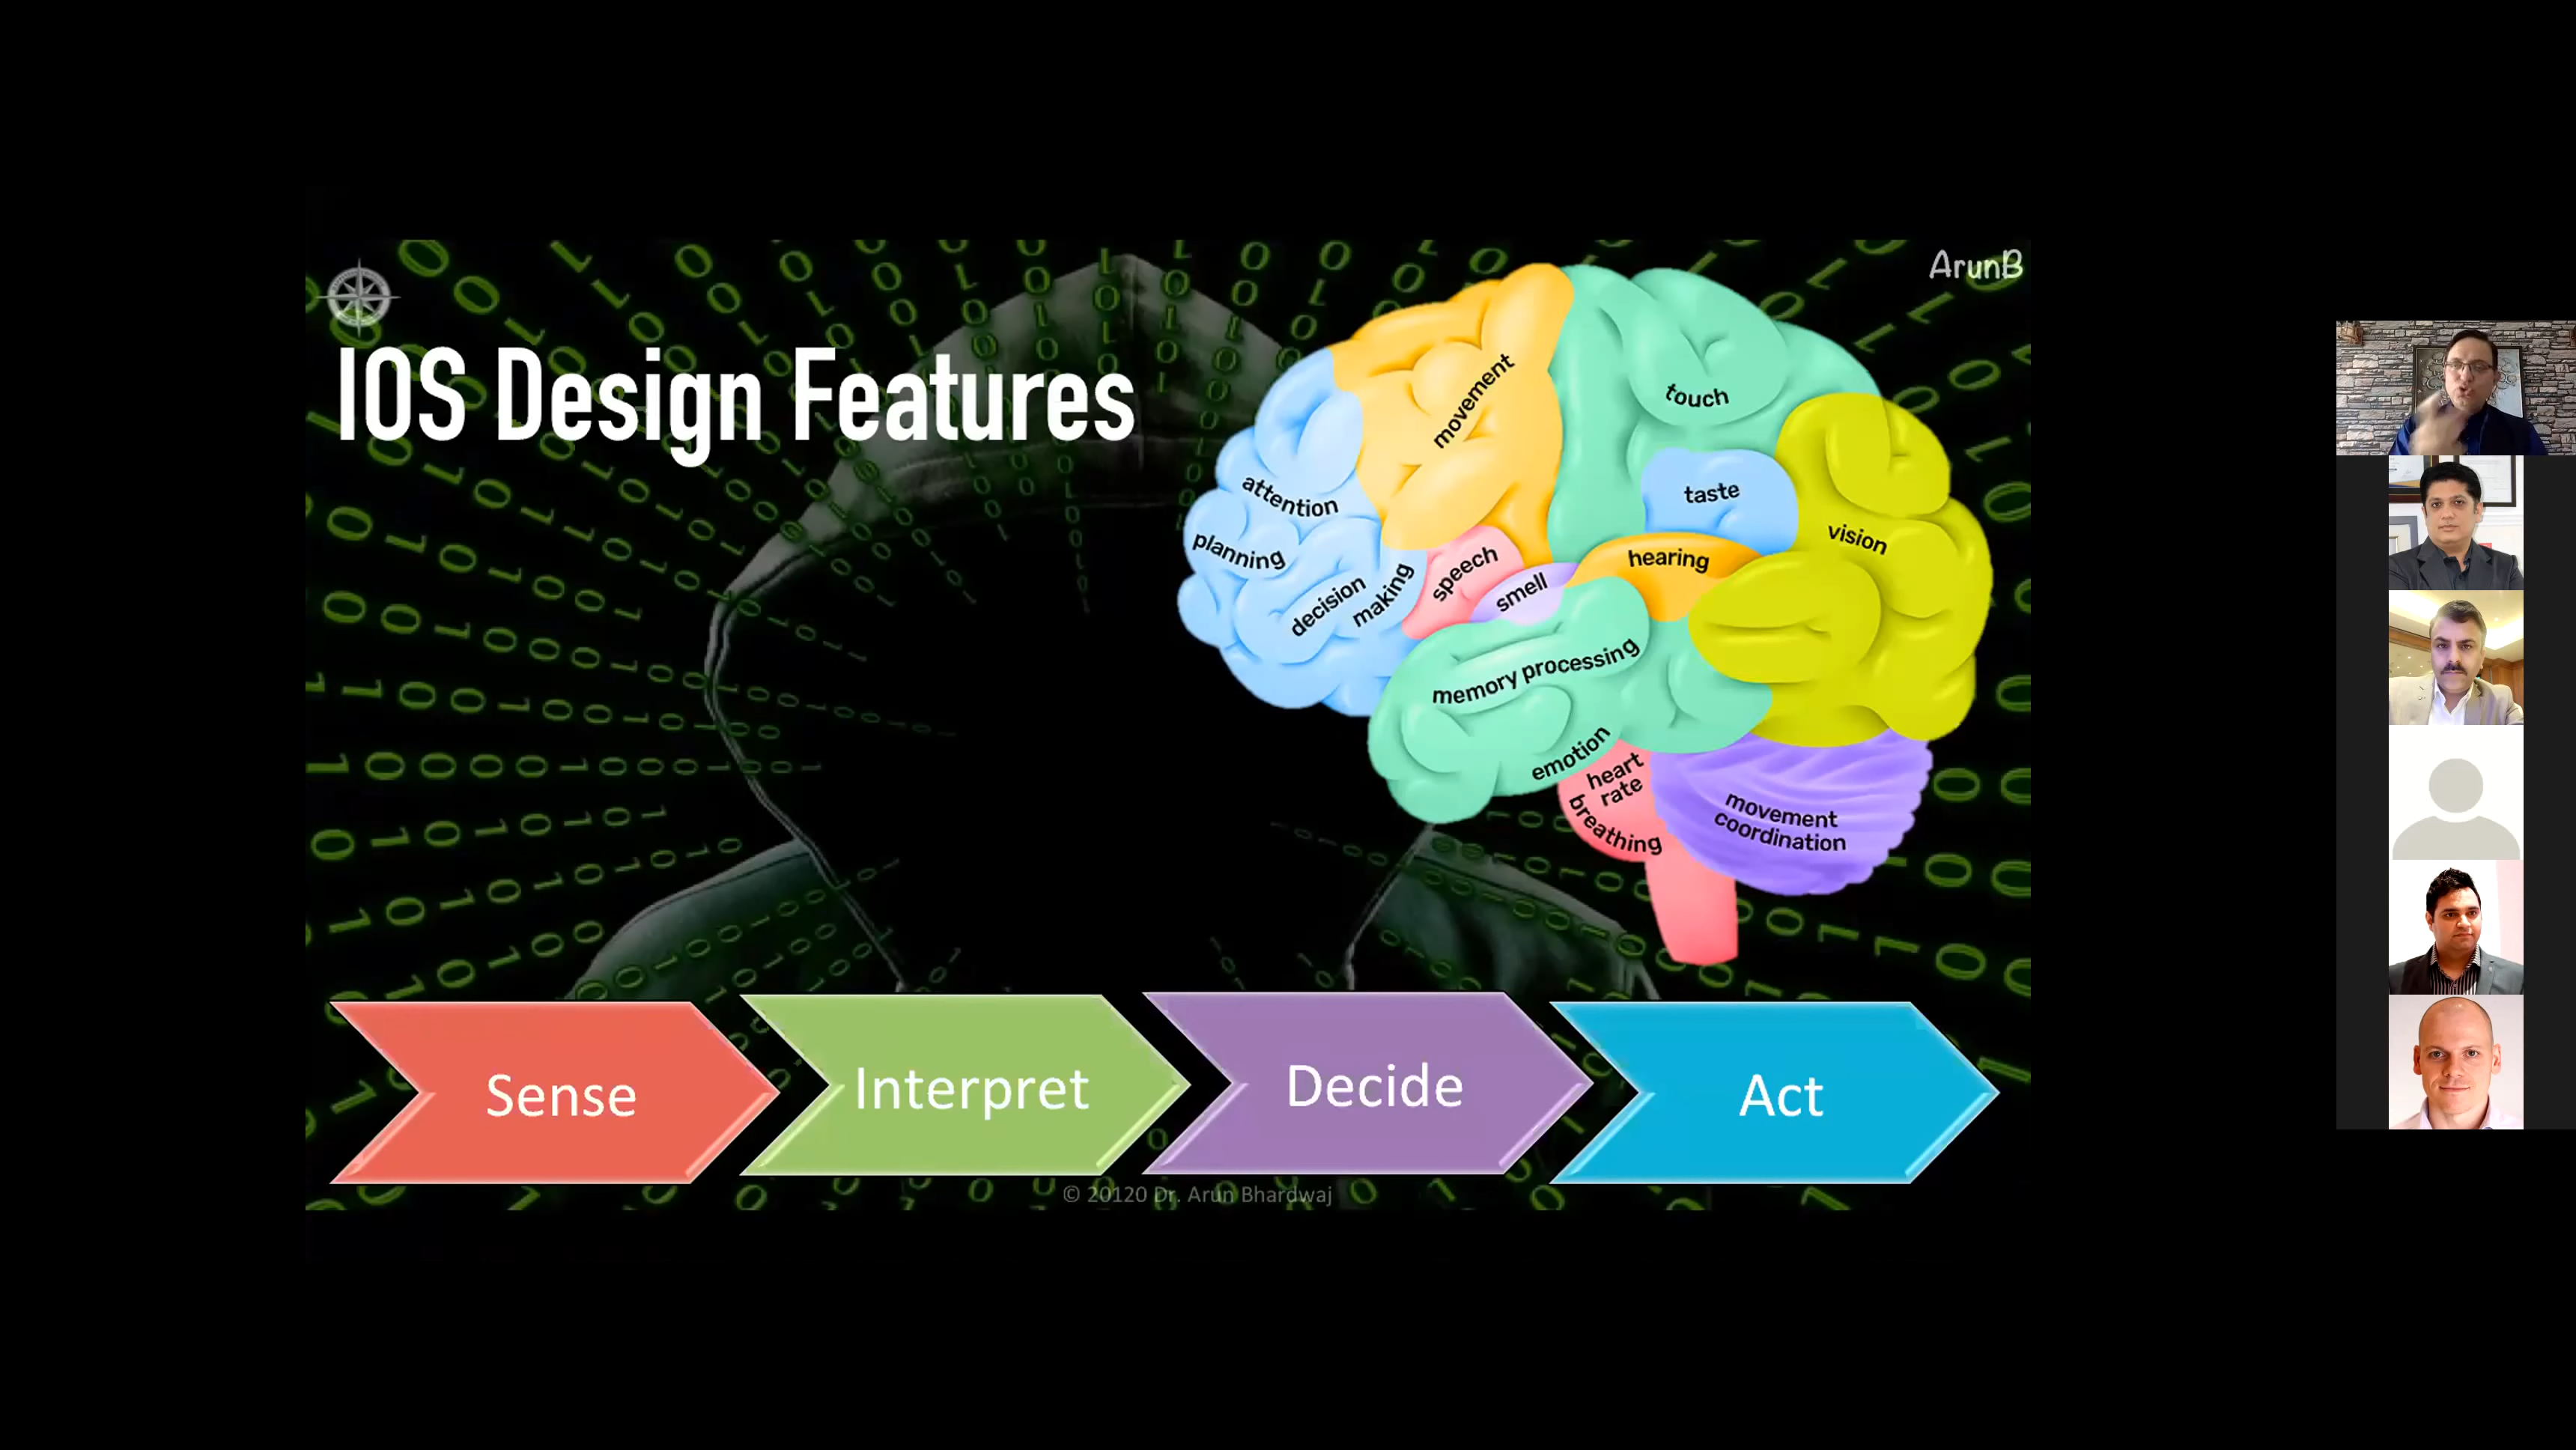 ArunB
IOS Design Features
movement
touch
attention
planning
decision
making
speech
smell
taste
hearing
vision
memory processing
emotion
heart
rate
breathing
movement
coordination
Sense
Interpret
Decide
Act
© 20120 Dr. Arun Bhardwaj